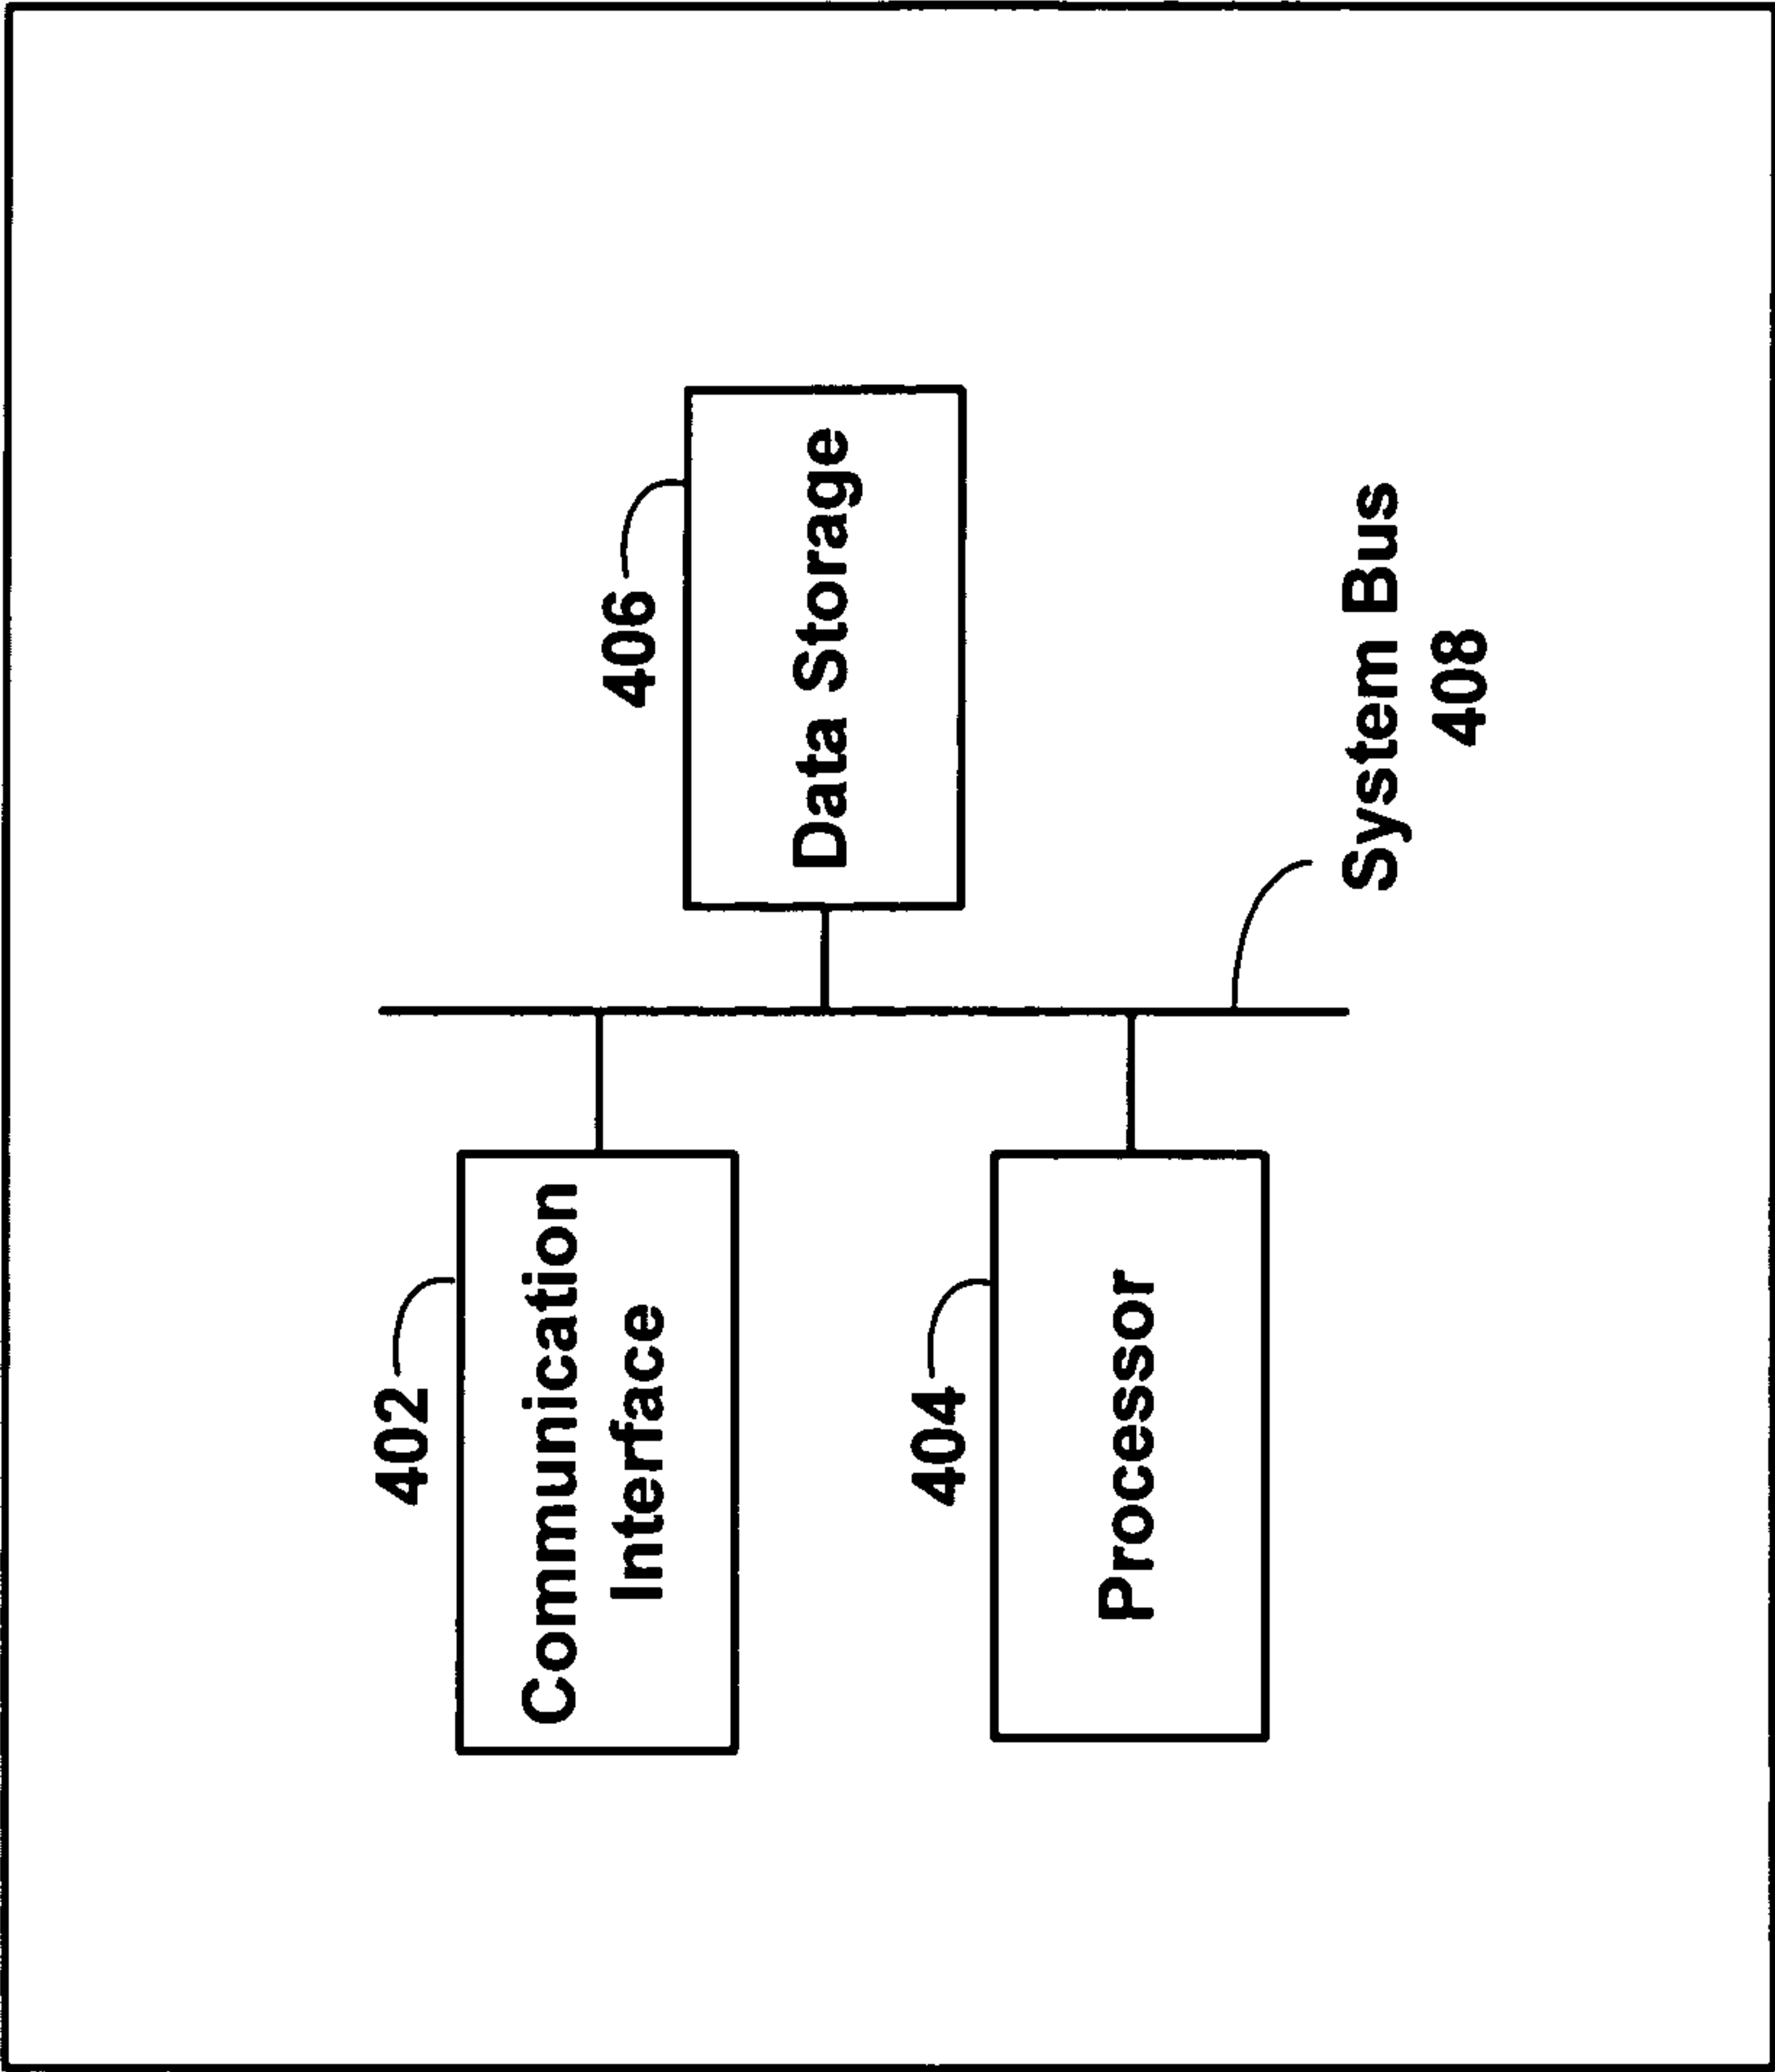 402
Communication
Interface
406
Data Storage
404
Processor
System Bus
408